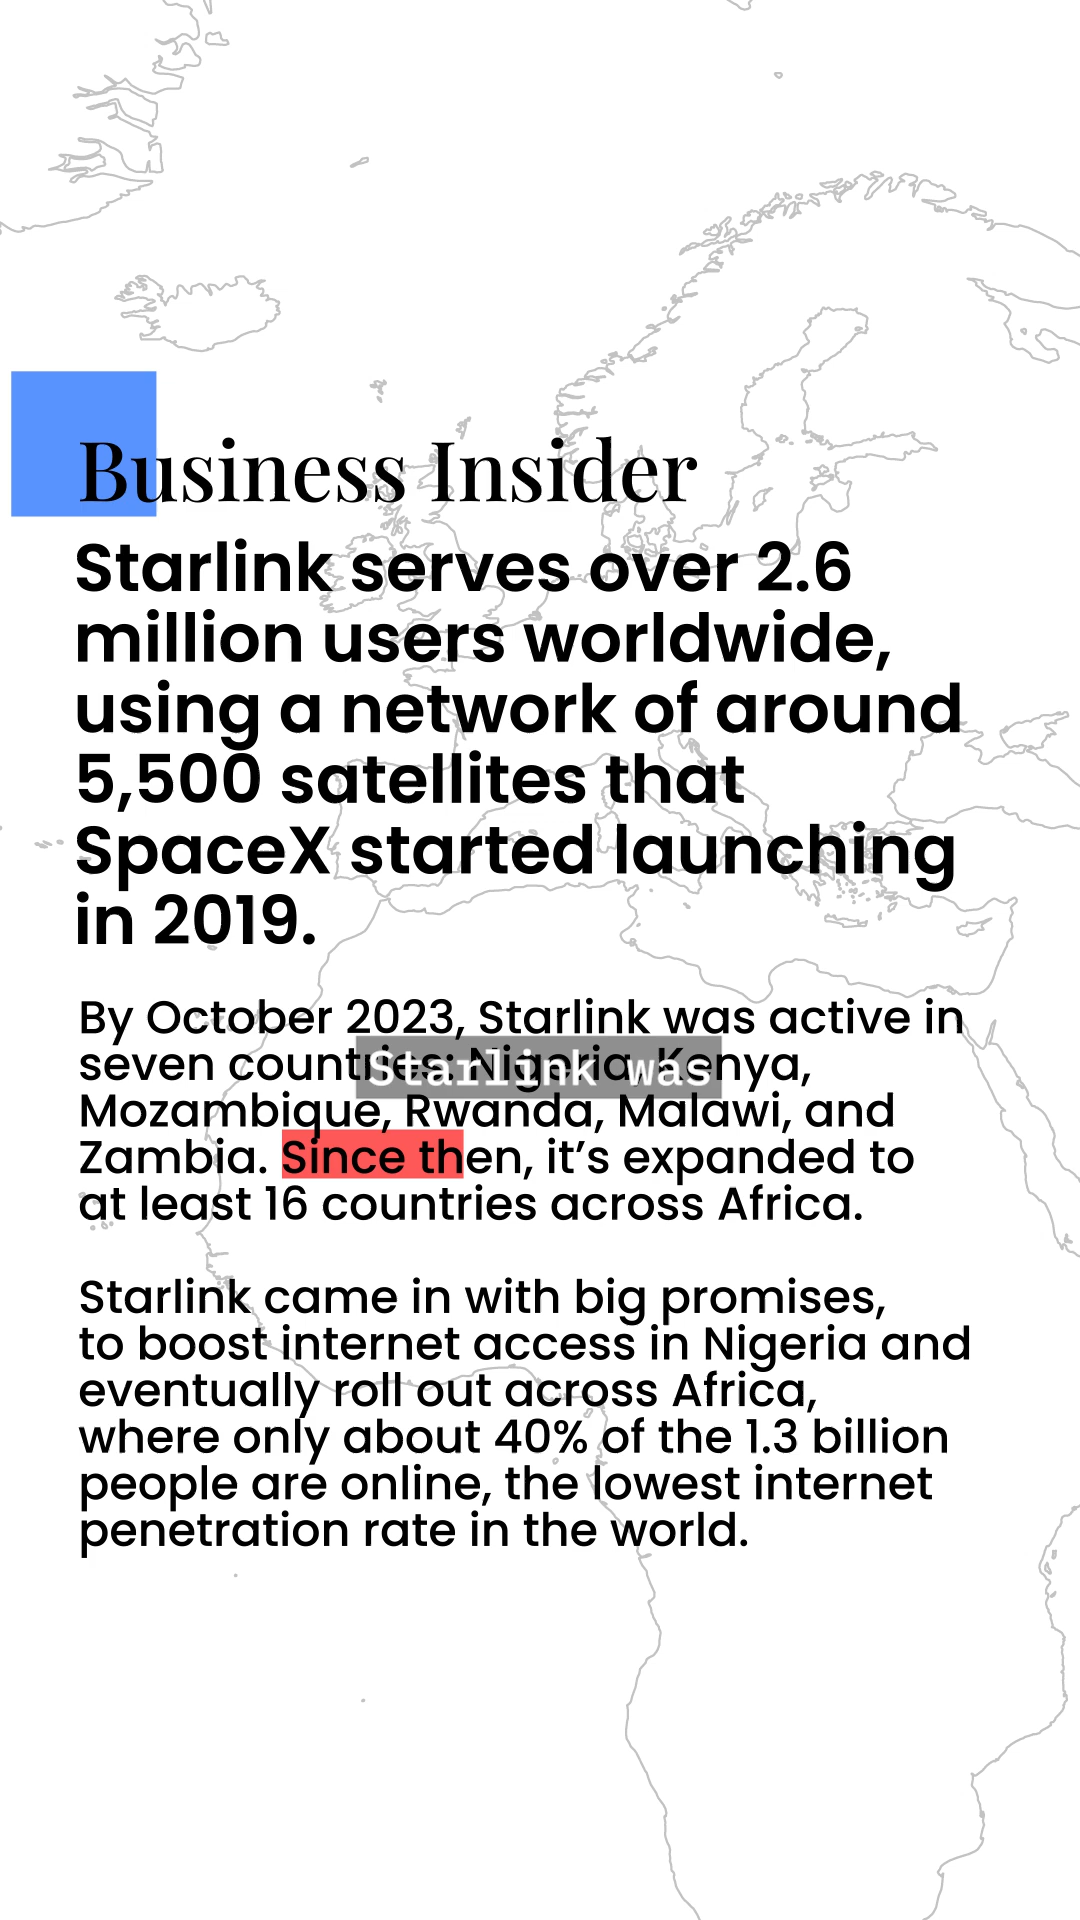 Business Insider
Starlink serves over 2.6
million users worldwide,
using a network of around
5,500 satellites that
SpaceX started launching
in 2019.
By October 2023, Starlink was active in
seven countries: Nigeria, Kenya,
Starlink was
Mozambique, Rwanda, Malawi, and
Zambia. Since then, it’s expanded to
at least 16 countries across Africa.
Starlink came in with big promises,
to boost internet access in Nigeria and
eventually roll out across Africa,
where only about 40% of the 1.3 billion
people are online, the lowest internet
penetration rate in the world.